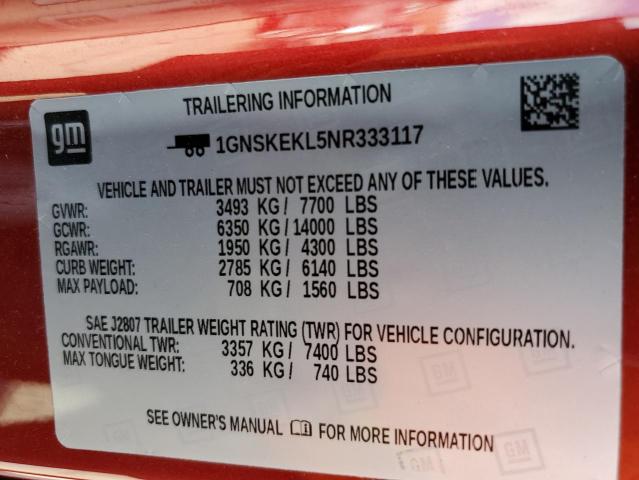 gm
TRAILERING INFORMATION
1GNSKEKL5NR333117
VEHICLE AND TRAILER MUST NOT EXCEED ANY OF THESE VALUES.
GVWR: 3493 KG / 7700 LBS
GCWR: 6350 KG / 14000 LBS
RGAWR: 1950 KG / 4300 LBS
CURB WEIGHT: 2785 KG / 6140 LBS
MAX PAYLOAD: 708 KG / 1560 LBS
SAE J2807 TRAILER WEIGHT RATING (TWR) FOR VEHICLE CONFIGURATION.
CONVENTIONAL TWR: 3357 KG / 7400 LBS
MAX TONGUE WEIGHT: 336 KG / 740 LBS
SEE OWNER'S MANUAL FOR MORE INFORMATION
GM
GM
GM